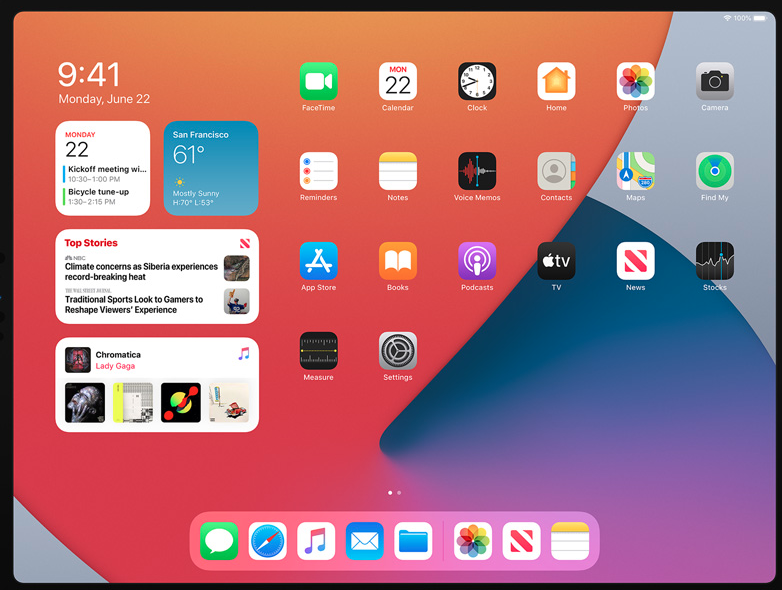 100%
9:41
Monday, June 22
MONDAY
22
Kickoff meeting wi...
10:30–1:00 PM
Bicycle tune-up
1:30–2:15 PM
San Francisco
61°
Mostly Sunny
H:70° L:53°
Top Stories
NBC
Climate concerns as Siberia experiences
record-breaking heat
THE WALL STREET JOURNAL
Traditional Sports Look to Gamers to
Reshape Viewers' Experience
Chromatica
Lady Gaga
MON
22
12
FaceTime
Calendar
Clock
Home
Photos
Camera
Reminders
Notes
Voice Memos
Contacts
Maps
Find My
280
tv
App Store
Books
Podcasts
TV
News
Stocks
Measure
Settings